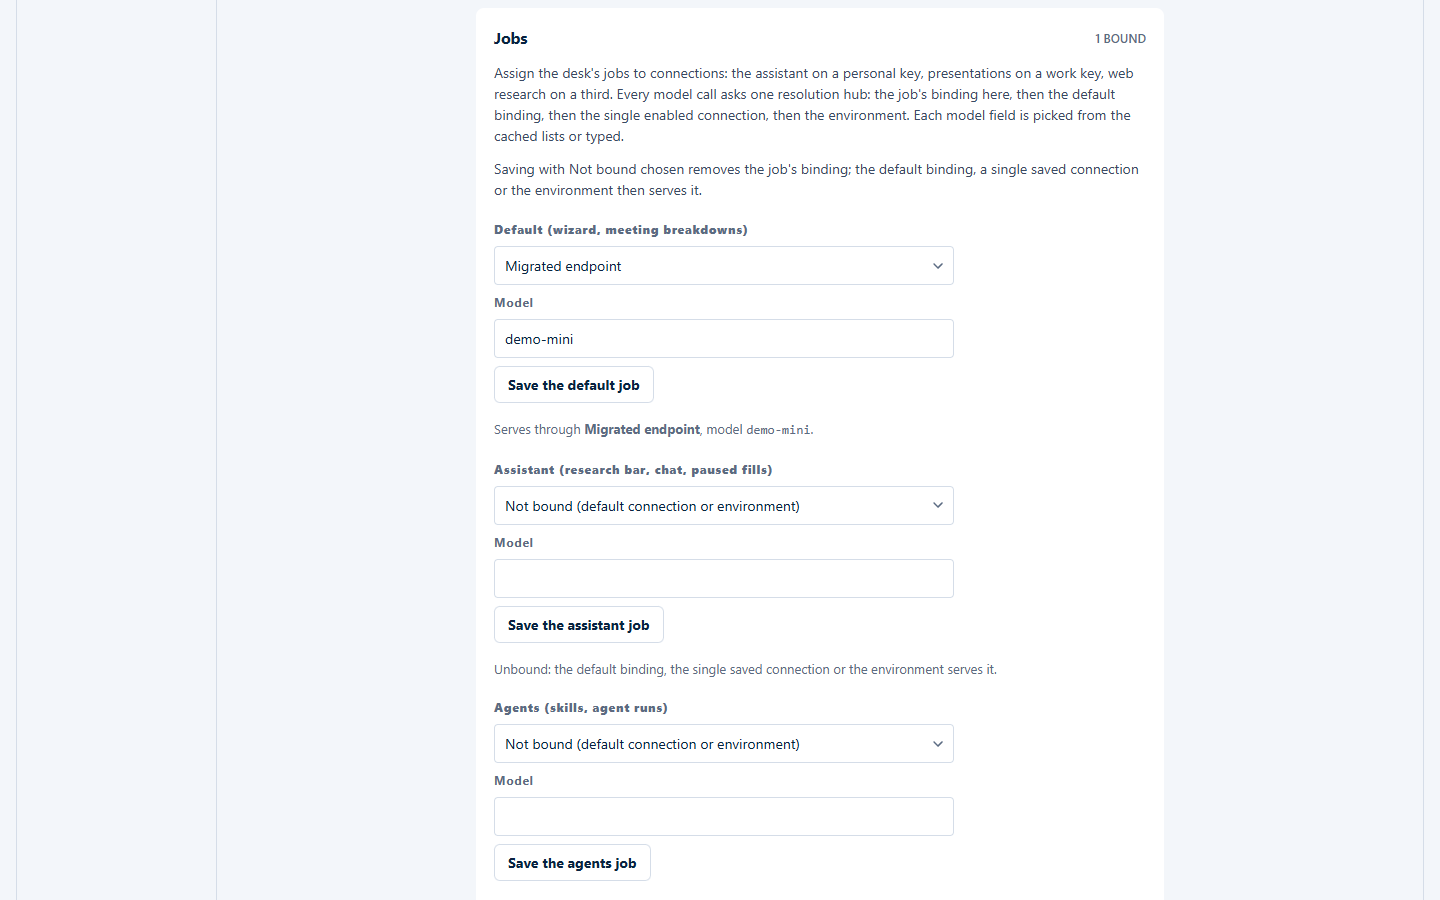 Jobs
1 BOUND
Assign the desk's jobs to connections: the assistant on a personal key, presentations on a work key, web
research on a third. Every model call asks one resolution hub: the job's binding here, then the default
binding, then the single enabled connection, then the environment. Each model field is picked from the
cached lists or typed.
Saving with Not bound chosen removes the job's binding; the default binding, a single saved connection
or the environment then serves it.
Default (wizard, meeting breakdowns)
Migrated endpoint
Model
demo-mini
Save the default job
Serves through Migrated endpoint, model demo-mini.
Assistant (research bar, chat, paused fills)
Not bound (default connection or environment)
Model
Save the assistant job
Unbound: the default binding, the single saved connection or the environment serves it.
Agents (skills, agent runs)
Not bound (default connection or environment)
Model
Save the agents job